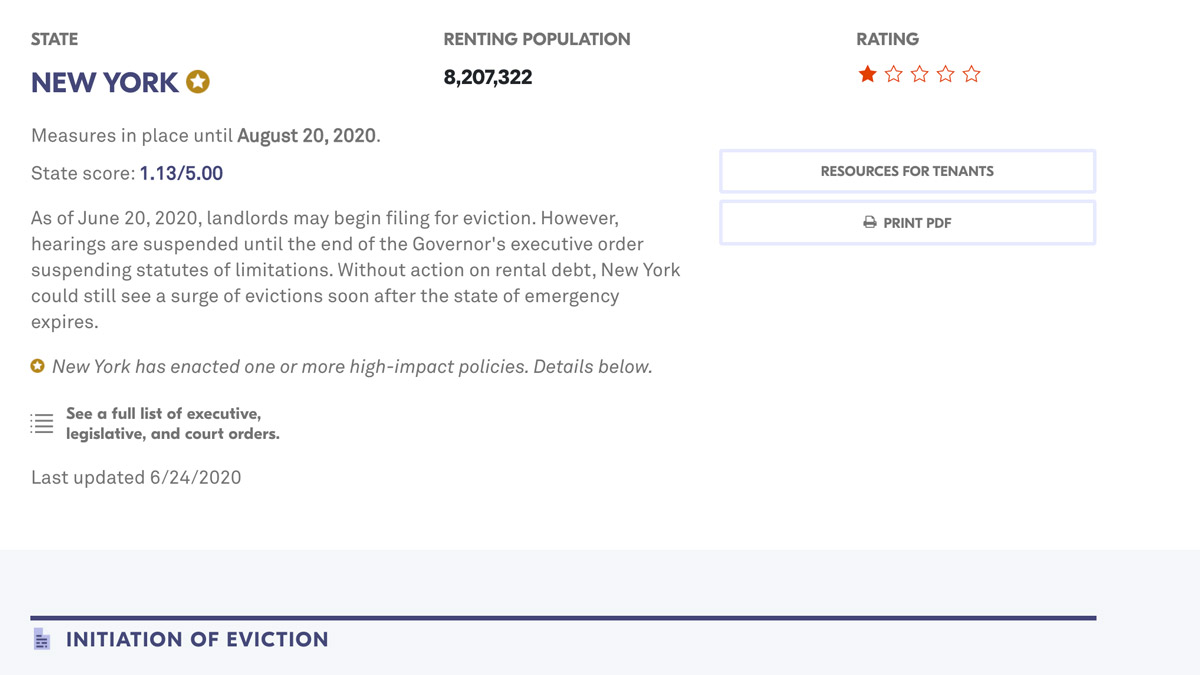 STATE
NEW YORK
RENTING POPULATION
8,207,322
RATING
Measures in place until August 20, 2020.
State score: 1.13/5.00
As of June 20, 2020, landlords may begin filing for eviction. However,
hearings are suspended until the end of the Governor's executive order
suspending statutes of limitations. Without action on rental debt, New York
could still see a surge of evictions soon after the state of emergency
expires.
New York has enacted one or more high-impact policies. Details below.
See a full list of executive,
legislative, and court orders.
Last updated 6/24/2020
RESOURCES FOR TENANTS
PRINT PDF
INITIATION OF EVICTION